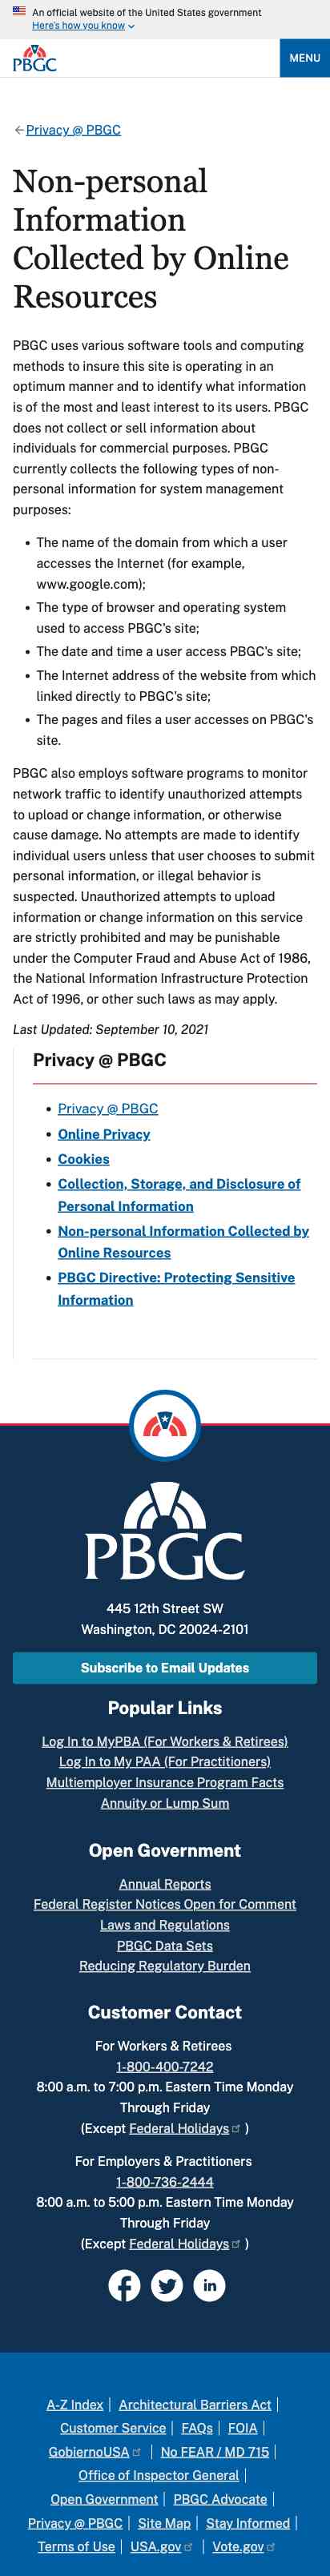 An official website of the United States government
Here's how you know
PBGC
MENU
Privacy @ PBGC
Non-personal
Information
Collected by Online
Resources
PBGC uses various software tools and computing
methods to insure this site is operating in an
optimum manner and to identify what information
is of the most and least interest to its users. PBGC
does not collect or sell information about
individuals for commercial purposes. PBGC
currently collects the following types of non-
personal information for system management
purposes:
• The name of the domain from which a user
accesses the Internet (for example,
www.google.com);
• The type of browser and operating system
used to access PBGC's site;
• The date and time a user access PBGC's site;
• The Internet address of the website from which
linked directly to PBGC's site;
• The pages and files a user accesses on PBGC's
site.
PBGC also employs software programs to monitor
network traffic to identify unauthorized attempts
to upload or change information, or otherwise
cause damage. No attempts are made to identify
individual users unless that user chooses to submit
personal information, or illegal behavior is
suspected. Unauthorized attempts to upload
information or change information on this service
are strictly prohibited and may be punishable
under the Computer Fraud and Abuse Act of 1986,
the National Information Infrastructure Protection
Act of 1996, or other such laws as may apply.
Last Updated: September 10, 2021
Privacy @ PBGC
• Privacy @ PBGC
• Online Privacy
• Cookies
• Collection, Storage, and Disclosure of
Personal Information
• Non-personal Information Collected by
Online Resources
• PBGC Directive: Protecting Sensitive
Information
PBGC
445 12th Street SW
Washington, DC 20024-2101
Subscribe to Email Updates
Popular Links
Log In to MyPBA (For Workers & Retirees)
Log In to My PAA (For Practitioners)
Multiemployer Insurance Program Facts
Annuity or Lump Sum
Open Government
Annual Reports
Federal Register Notices Open for Comment
Laws and Regulations
PBGC Data Sets
Reducing Regulatory Burden
Customer Contact
For Workers & Retirees
1-800-400-7242
8:00 a.m. to 7:00 p.m. Eastern Time Monday
Through Friday
(Except Federal Holidays )
For Employers & Practitioners
1-800-736-2444
8:00 a.m. to 5:00 p.m. Eastern Time Monday
Through Friday
(Except Federal Holidays )
in
A-Z Index | Architectural Barriers Act |
Customer Service | FAQs | FOIA |
GobiernoUSA | No FEAR / MD 715 |
Office of Inspector General |
Open Government | PBGC Advocate |
Privacy @ PBGC | Site Map | Stay Informed |
Terms of Use | USA.gov | Vote.gov